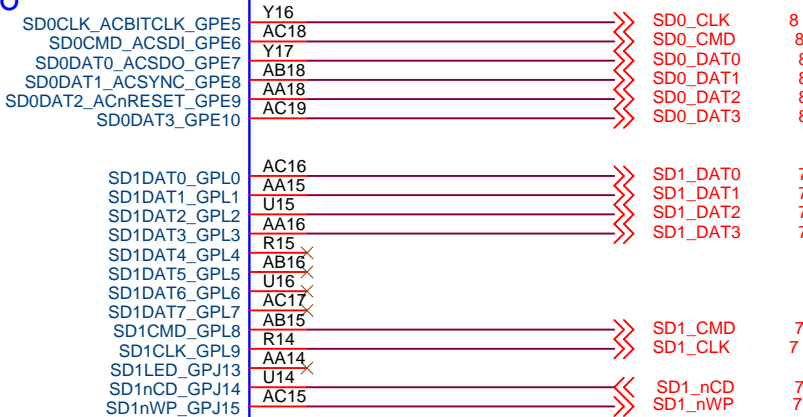 SD0CLK_ACBITCLK_GPE5 Y16 SD0_CLK 8
SD0CMD_ACSDI_GPE6 AC18 SD0_CMD 8
SD0DAT0_ACSDO_GPE7 Y17 SD0_DAT0 8
SD0DAT1_ACSYNC_GPE8 AB18 SD0_DAT1 8
SD0DAT2_ACnRESET_GPE9 AA18 SD0_DAT2 8
SD0DAT3_GPE10 AC19 SD0_DAT3 8
SD1DAT0_GPL0 AC16 SD1_DAT0 7
SD1DAT1_GPL1 AA15 SD1_DAT1 7
SD1DAT2_GPL2 U15 SD1_DAT2 7
SD1DAT3_GPL3 AA16 SD1_DAT3 7
SD1DAT4_GPL4 R15
SD1DAT5_GPL5 AB16
SD1DAT6_GPL6 U16
SD1DAT7_GPL7 AC17
SD1CMD_GPL8 AB15 SD1_CMD 7
SD1CLK_GPL9 R14 SD1_CLK 7
SD1LED_GPJ13 AA14
SD1nCD_GPJ14 U14 SD1_nCD 7
SD1nWP_GPJ15 AC15 SD1_nWP 7